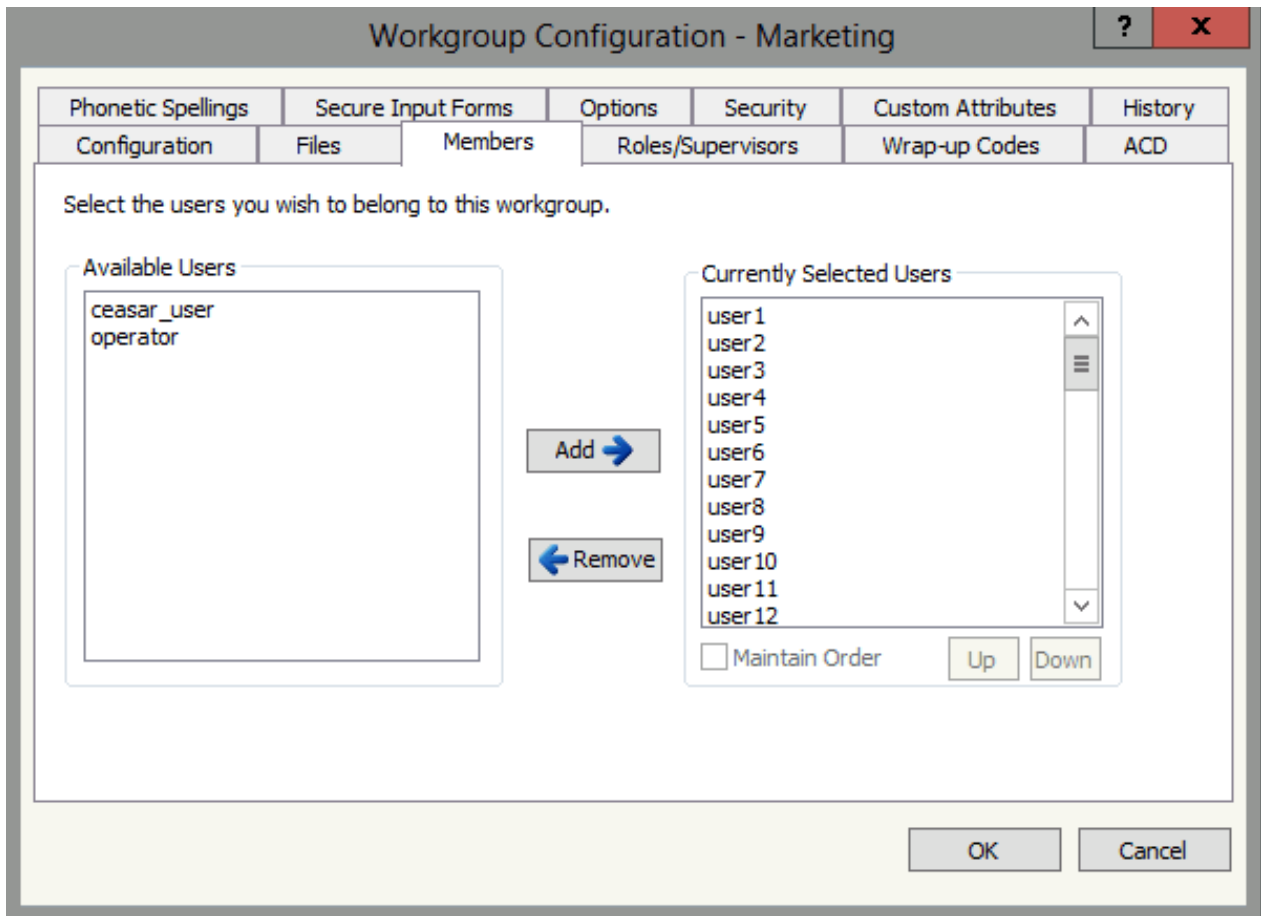 Workgroup Configuration - Marketing
? X
Phonetic Spellings Secure Input Forms Options Security Custom Attributes History
Configuration Files Members Roles/Supervisors Wrap-up Codes ACD
Select the users you wish to belong to this workgroup.
Available Users
ceasar_user
operator
Add
Remove
Currently Selected Users
user1
user2
user3
user4
user5
user6
user7
user8
user9
user10
user11
user12
Maintain Order Up Down
OK Cancel